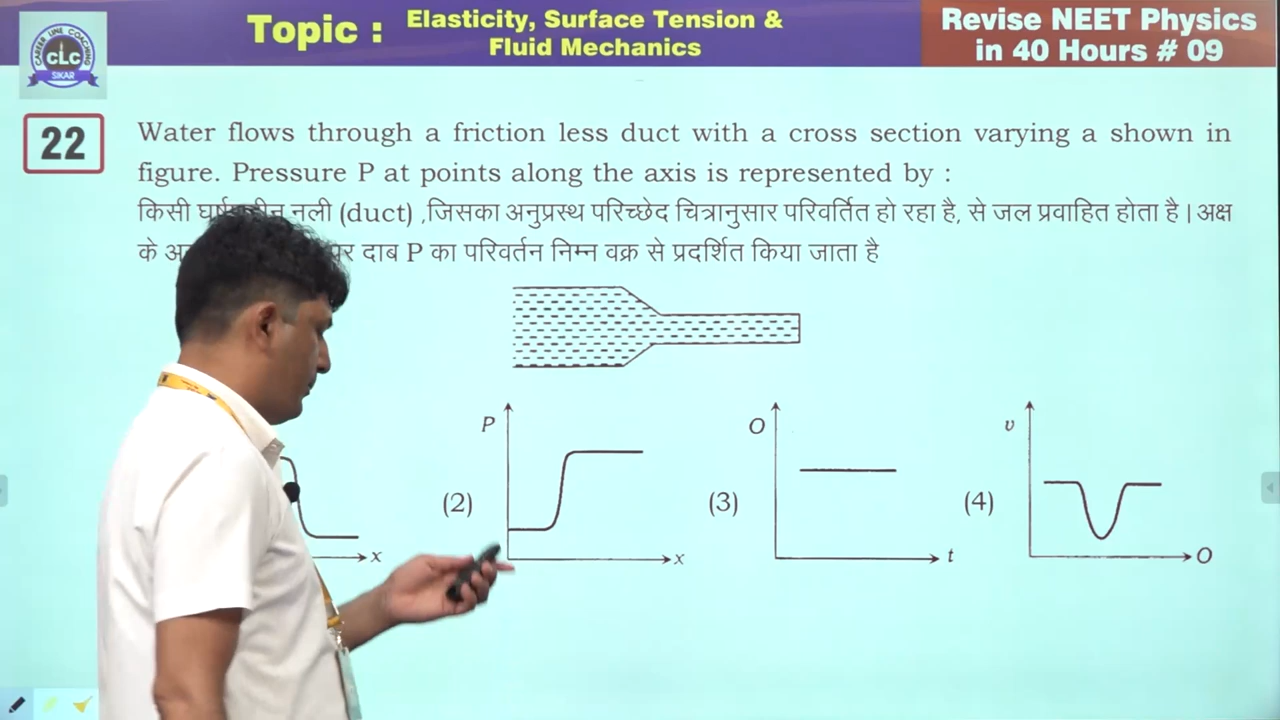 Topic :
Elasticity, Surface Tension &
Fluid Mechanics
Revise NEET Physics
in 40 Hours # 09
CAREER LINE COACHING
CLC
SIKAR
22
Water flows through a friction less duct with a cross section varying a shown in
figure. Pressure P at points along the axis is represented by :
किसी नली (duct) ,जिसका अनुप्रस्थ परिच्छेद चित्रानुसार परिवर्तित हो रहा है, से जल प्रवाहित होता है। अक्ष
के पर दाब P का परिवर्तन निम्न वक्र से प्रदर्शित किया जाता है
x
(2)
P
x
(3)
O
t
(4)
υ
O